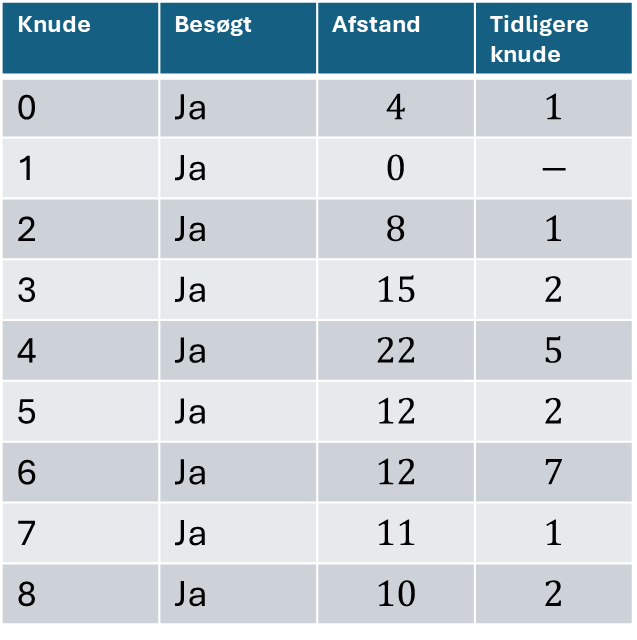 Knude Besøgt Afstand Tidligere
knude
0 Ja 4 1
1 Ja 0 –
2 Ja 8 1
3 Ja 15 2
4 Ja 22 5
5 Ja 12 2
6 Ja 12 7
7 Ja 11 1
8 Ja 10 2